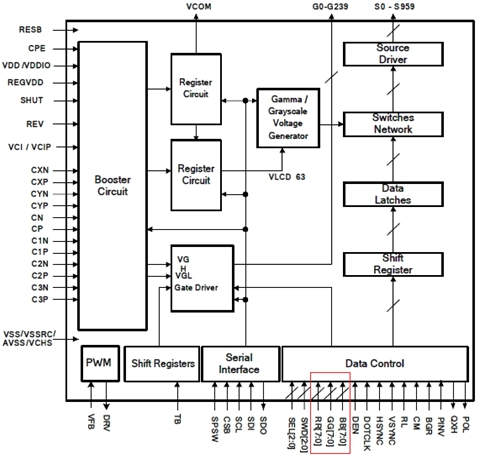 VCOM
G0-G239
S0 - S959
RESB
CPE
VDD /VDDIO
REGVDD
SHUT
REV
VCI / VCIP
CXN
CXP
CYN
CYP
CN
CP
C1N
C1P
C2N
C2P
C3N
C3P
VSS/VSSRC/
AVSS/VCHS
Booster
Circuit
Register
Circuit
Register
Circuit
Gamma /
Grayscale
Voltage
Generator
VLCD 63
Source
Driver
Switches
Network
Data
Latches
Shift
Register
VG
H
VGL
Gate Driver
PWM
Shift Registers
Serial
Interface
Data Control
VFB
DRV
TB
SPSW
CSB
SCL
SDI
SDO
SEL[2:0]
SWD[2:0]
RR[7:0]
GG[7:0]
BB[7:0]
DEN
DOTCLK
HSYNC
VSYNC
RL
CM
BGR
PINV
QXH
POL